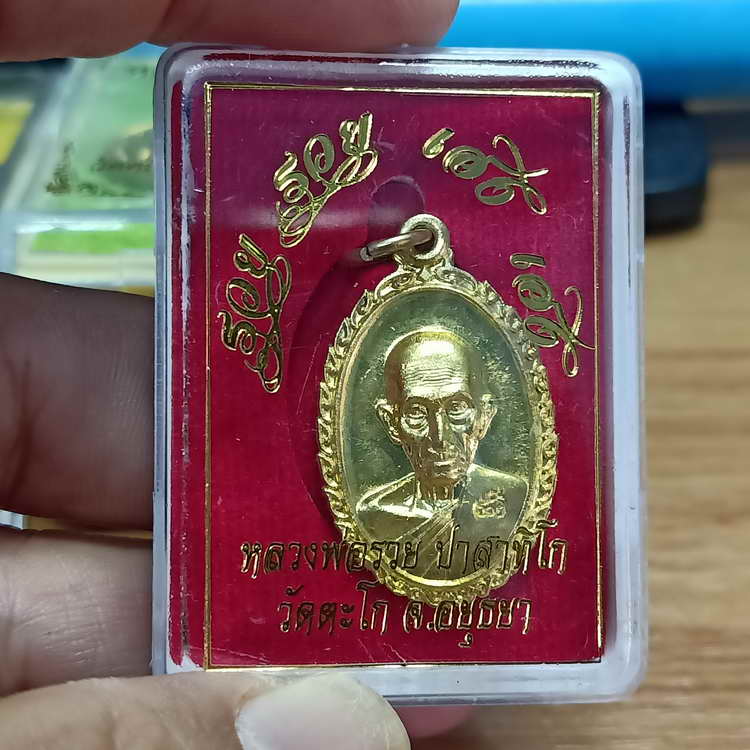 รวย รวย เฮง เฮง
หลวงพ่อรวย ปาสาทิโก
วัดตะโก จ.อยุธยา